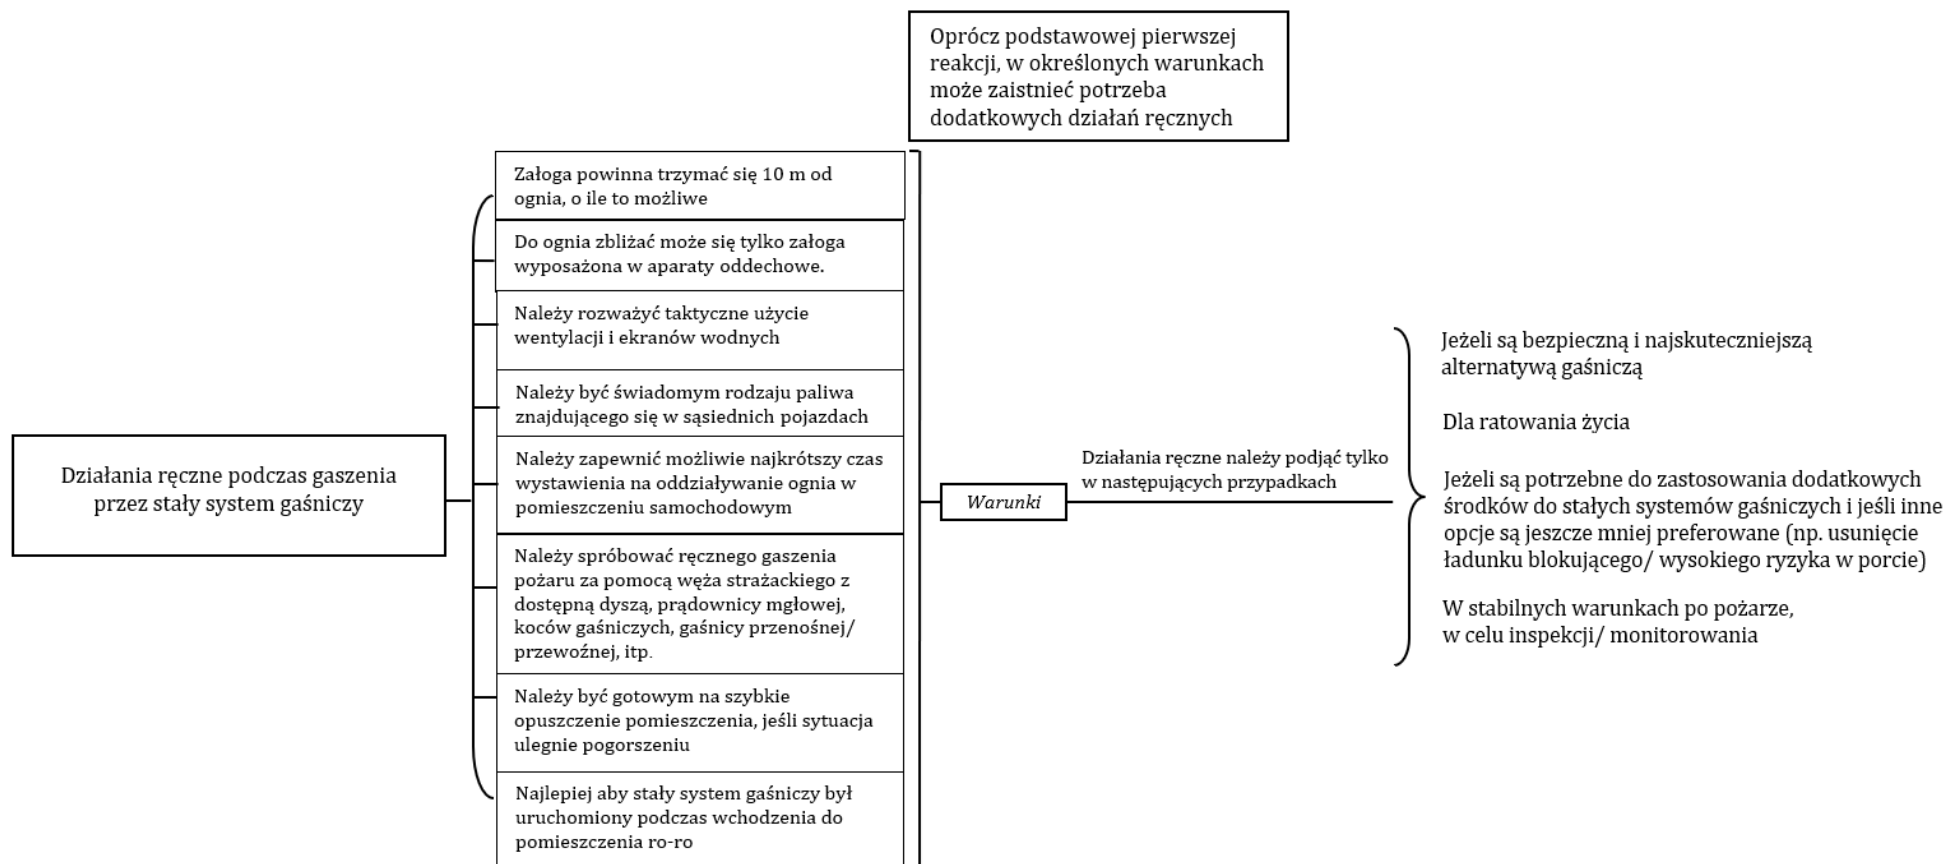 Oprócz podstawowej pierwszej
reakcji, w określonych warunkach
może zaistnieć potrzeba
dodatkowych działań ręcznych
Działania ręczne podczas gaszenia
przez stały system gaśniczy
Załoga powinna trzymać się 10 m od
ognia, o ile to możliwe
Do ognia zbliżać może się tylko załoga
wyposażona w aparaty oddechowe.
Należy rozważyć taktyczne użycie
wentylacji i ekranów wodnych
Należy być świadomym rodzaju paliwa
znajdującego się w sąsiednich pojazdach
Należy zapewnić możliwie najkrótszy czas
wystawienia na oddziaływanie ognia w
pomieszczeniu samochodowym
Należy spróbować ręcznego gaszenia
pożaru za pomocą węża strażackiego z
dostępną dyszą, prądownicy mgłowej,
koców gaśniczych, gaśnicy przenośnej/
przewoźnej, itp.
Należy być gotowym na szybkie
opuszczenie pomieszczenia, jeśli sytuacja
ulegnie pogorszeniu
Najlepiej aby stały system gaśniczy był
uruchomiony podczas wchodzenia do
pomieszczenia ro-ro
Warunki
Działania ręczne należy podjąć tylko
w następujących przypadkach
Jeżeli są bezpieczną i najskuteczniejszą
alternatywą gaśniczą
Dla ratowania życia
Jeżeli są potrzebne do zastosowania dodatkowych
środków do stałych systemów gaśniczych i jeśli inne
opcje są jeszcze mniej preferowane (np. usunięcie
ładunku blokującego/ wysokiego ryzyka w porcie)
W stabilnych warunkach po pożarze,
w celu inspekcji/ monitorowania